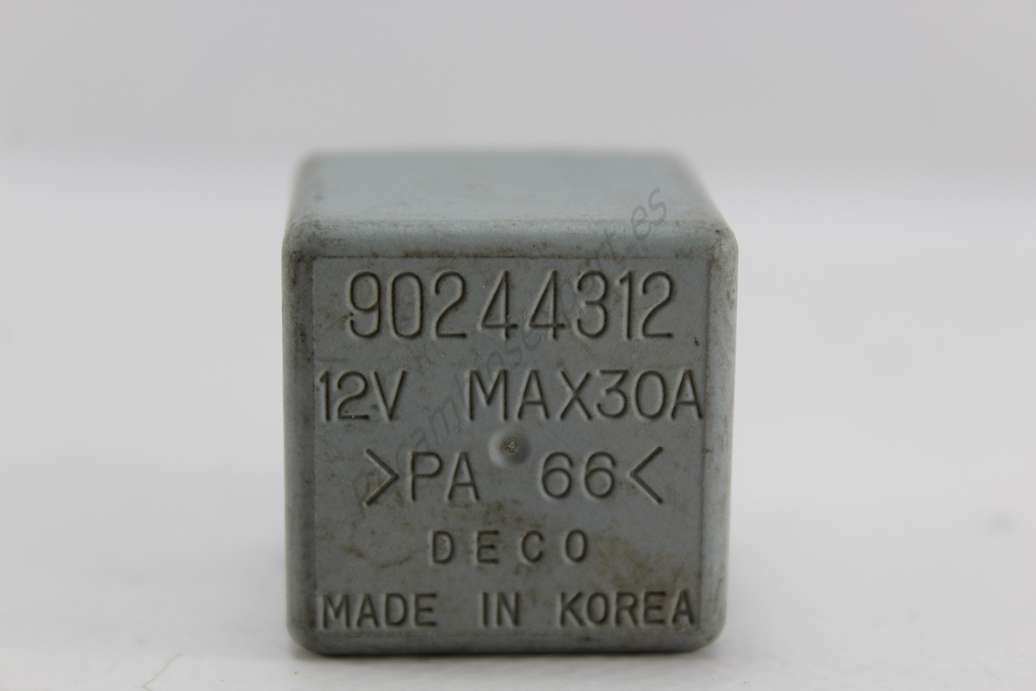 90244312
12V MAX30A
>PA 66<
DECO
MADE IN KOREA